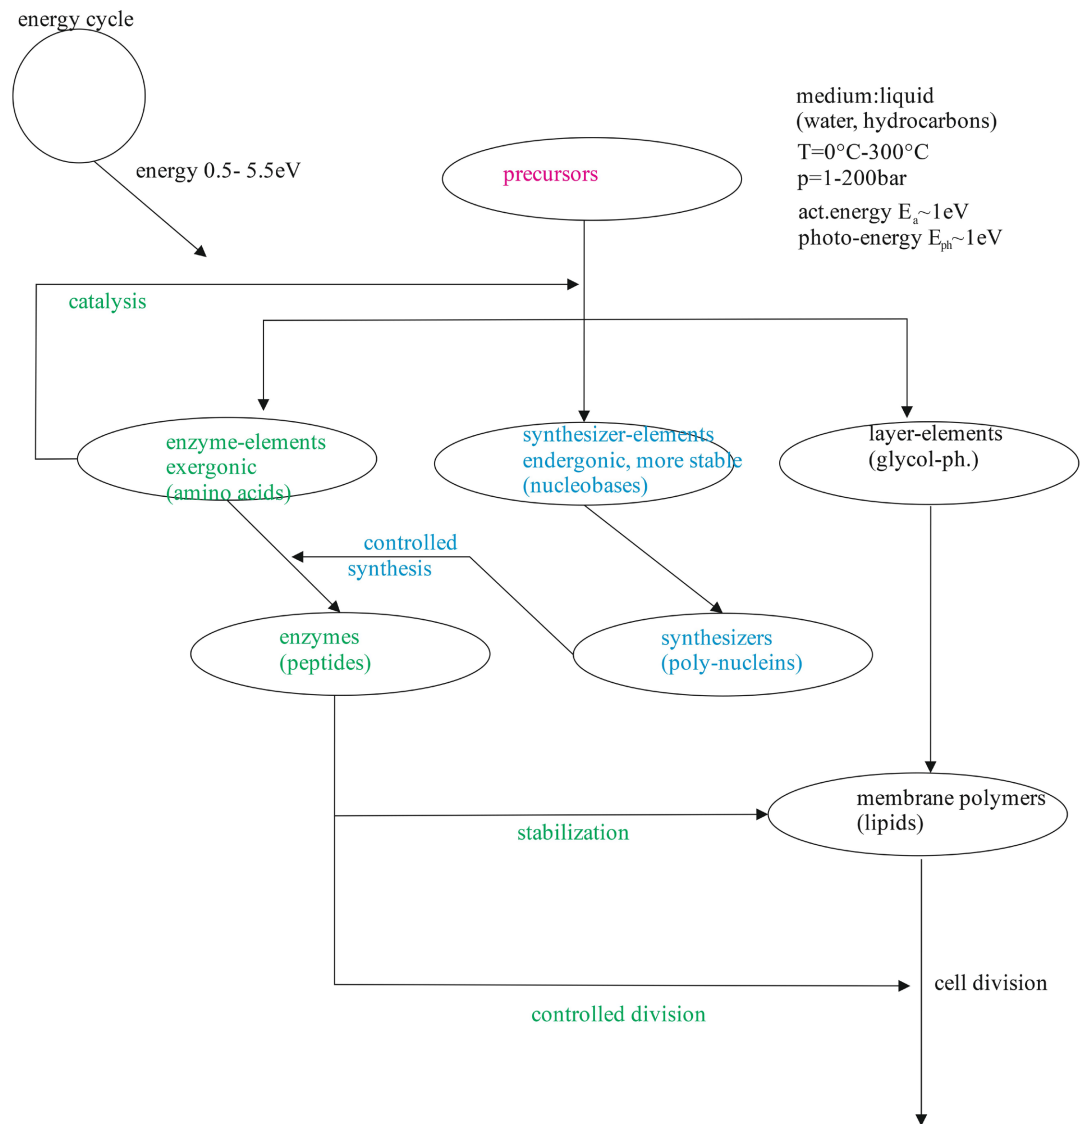 energy cycle
energy 0.5- 5.5eV
medium:liquid
(water, hydrocarbons)
T=0°C-300°C
p=1-200bar
act.energy Ea~1eV
photo-energy Eph~1eV
precursors
catalysis
enzyme-elements
exergonic
(amino acids)
synthesizer-elements
endergonic, more stable
(nucleobases)
layer-elements
(glycol-ph.)
controlled
synthesis
enzymes
(peptides)
synthesizers
(poly-nucleins)
membrane polymers
(lipids)
stabilization
cell division
controlled division